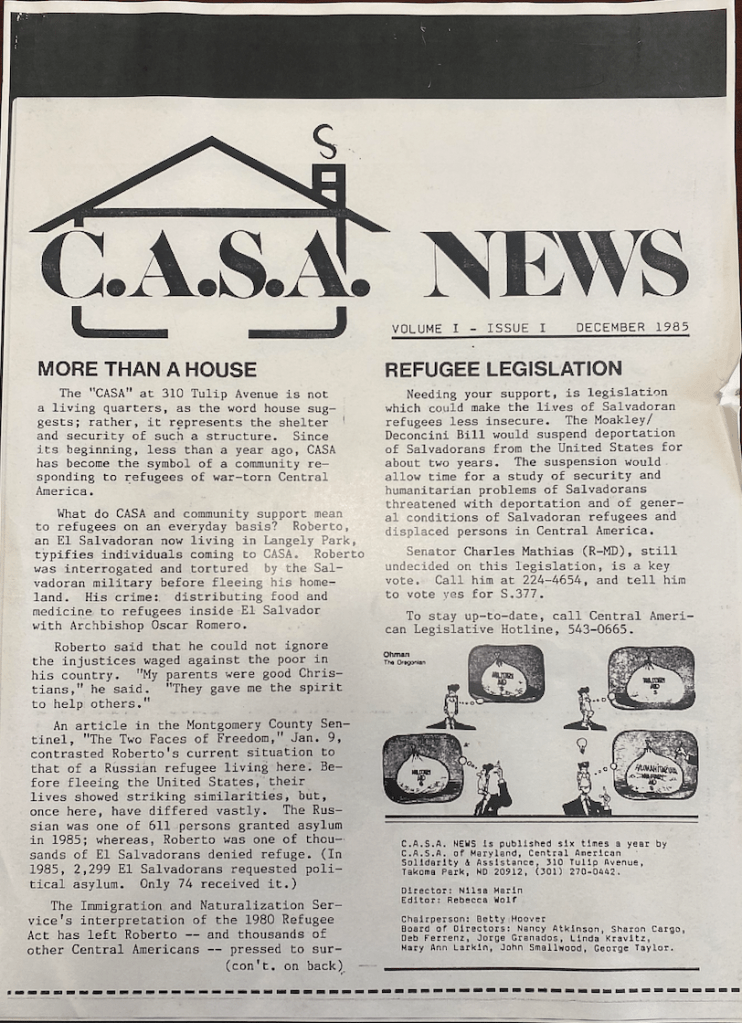 C.A.S.A. NEWS
VOLUME I - ISSUE I DECEMBER 1985
MORE THAN A HOUSE
The "CASA" at 310 Tulip Avenue is not
a living quarters, as the word house sug-
gests; rather, it represents the shelter
and security of such a structure. Since
its beginning, less than a year ago, CASA
has become the symbol of a community re-
sponding to refugees of war-torn Central
America.
What do CASA and community support mean
to refugees on an everyday basis? Roberto,
an El Salvadoran now living in Langely Park,
typifies individuals coming to CASA. Roberto
was interrogated and tortured by the Sal-
vadoran military before fleeing his home-
land. His crime: distributing food and
medicine to refugees inside El Salvador
with Archbishop Oscar Romero.
Roberto said that he could not ignore
the injustices waged against the poor in
his country. "My parents were good Chris-
tians," he said. "They gave me the spirit
to help others."
An article in the Montgomery County Sen-
tinel, "The Two Faces of Freedom," Jan. 9,
contrasted Roberto's current situation to
that of a Russian refugee living here. Be-
fore fleeing the United States, their
lives showed striking similarities, but,
once here, have differed vastly. The Rus-
sian was one of 611 persons granted asylum
in 1985; whereas, Roberto was one of thou-
sands of El Salvadorans denied refuge. (In
1985, 2,299 El Salvadorans requested poli-
tical asylum. Only 74 received it.)
The Immigration and Naturalization Ser-
vice's interpretation of the 1980 Refugee
Act has left Roberto -- and thousands of
other Central Americans -- pressed to sur-
(con't. on back)
REFUGEE LEGISLATION
Needing your support, is legislation
which could make the lives of Salvadoran
refugees less insecure. The Moakley/
Deconcini Bill would suspend deportation
of Salvadorans from the United States for
about two years. The suspension would
allow time for a study of security and
humanitarian problems of Salvadorans
threatened with deportation and of gener-
al conditions of Salvadoran refugees and
displaced persons in Central America.
Senator Charles Mathias (R-MD), still
undecided on this legislation, is a key
vote. Call him at 224-4654, and tell him
to vote yes for S.377.
To stay up-to-date, call Central Ameri-
can Legislative Hotline, 543-0665.
Ohman
The Oregonian
MILITARY
AID
$
MILITARY
AID
$
MILITARY
AID
$
HUMANITARIAN
AID
$
C.A.S.A. NEWS is published six times a year by
C.A.S.A. of Maryland, Central American
Solidarity & Assistance, 310 Tulip Avenue,
Takoma Park, MD 20912, (301) 270-0442.
Director: Nilsa Marin
Editor: Rebecca Wolf
Chairperson: Betty Hoover
Board of Directors: Nancy Atkinson, Sharon Cargo,
Deb Ferrenz, Jorge Granados, Linda Kravitz,
Mary Ann Larkin, John Smallwood, George Taylor.